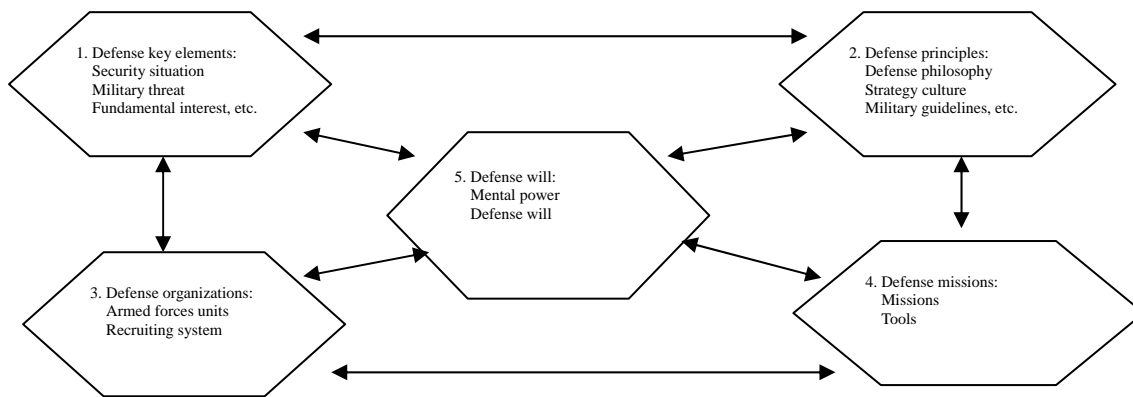 1. Defense key elements:
Security situation
Military threat
Fundamental interest, etc.
2. Defense principles:
Defense philosophy
Strategy culture
Military guidelines, etc.
5. Defense will:
Mental power
Defense will
3. Defense organizations:
Armed forces units
Recruiting system
4. Defense missions:
Missions
Tools